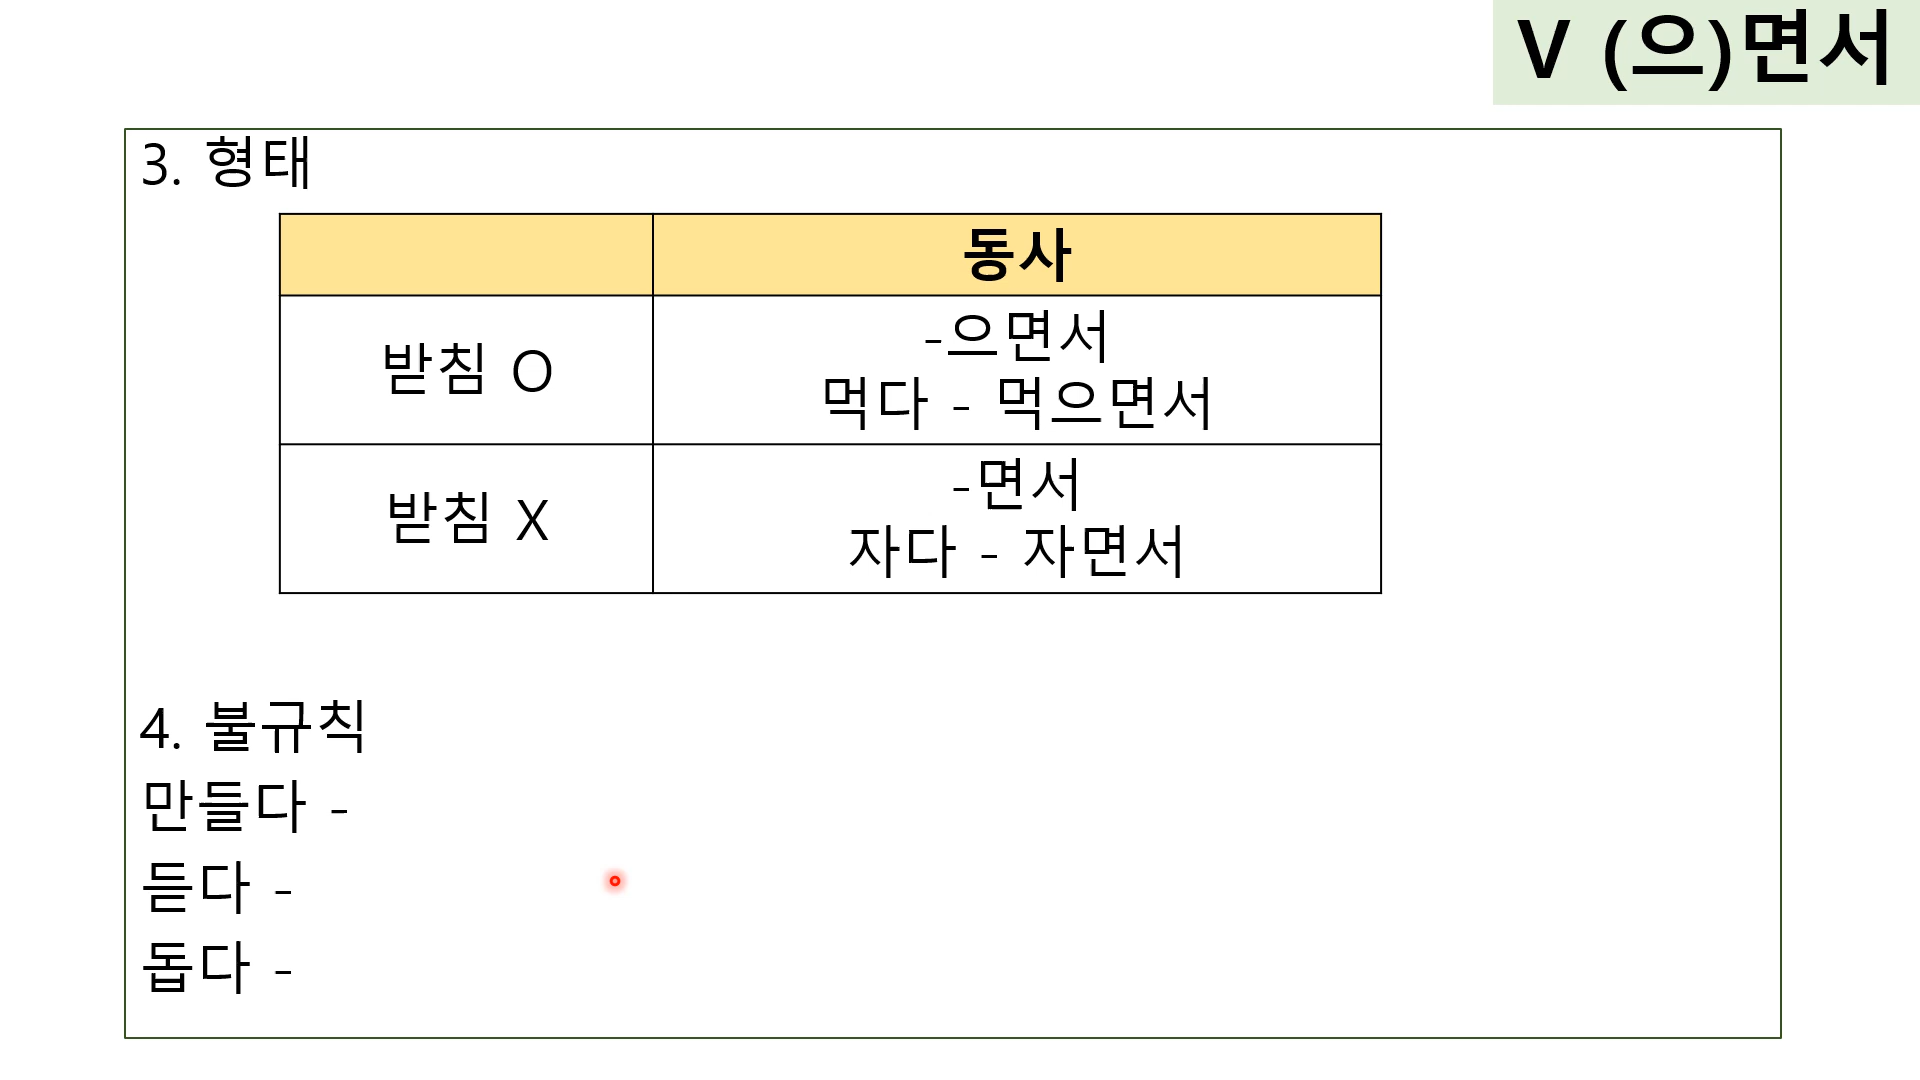 V (으)면서
3. 형태
동사
받침 O
-으면서
먹다 - 먹으면서
받침 X
-면서
자다 - 자면서
4. 불규칙
만들다 -
듣다 -
돕다 -